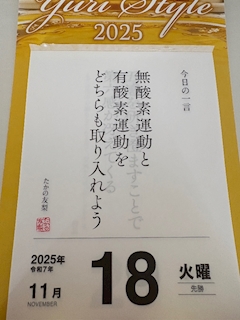 Yuri Style
2025
今日の一言
無酸素運動と
有酸素運動を
どちらも取り入れよう
たかの友梨
2025年
令和7年
11月
NOVEMBER
18
火曜
先勝